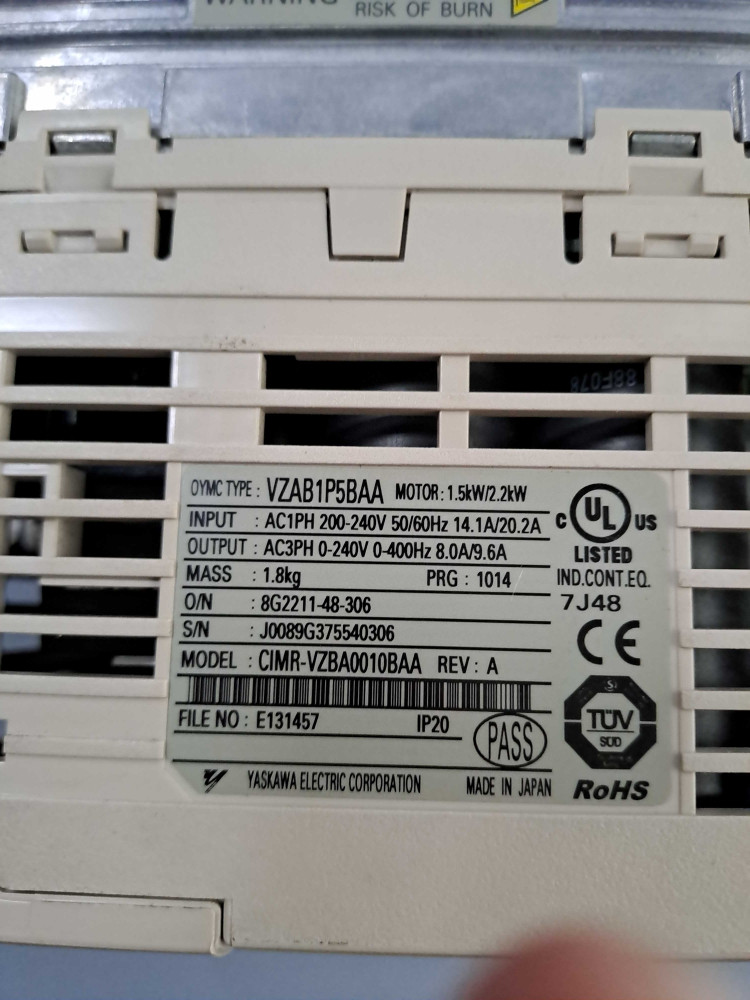 WARNING RISK OF BURN
88F078
OYMC TYPE : VZAB1P5BAA MOTOR : 1.5kW/2.2kW
INPUT : AC1PH 200-240V 50/60Hz 14.1A/20.2A
OUTPUT : AC3PH 0-240V 0-400Hz 8.0A/9.6A
MASS : 1.8kg PRG : 1014
O/N : 8G2211-48-306
S/N : J0089G375540306
MODEL : CIMR-VZBA0010BAA REV : A
FILE NO : E131457 IP20
PASS
YASKAWA ELECTRIC CORPORATION MADE IN JAPAN
C UL US
LISTED
IND.CONT.EQ.
7J48
CE
TÜV
SÜD
RoHS